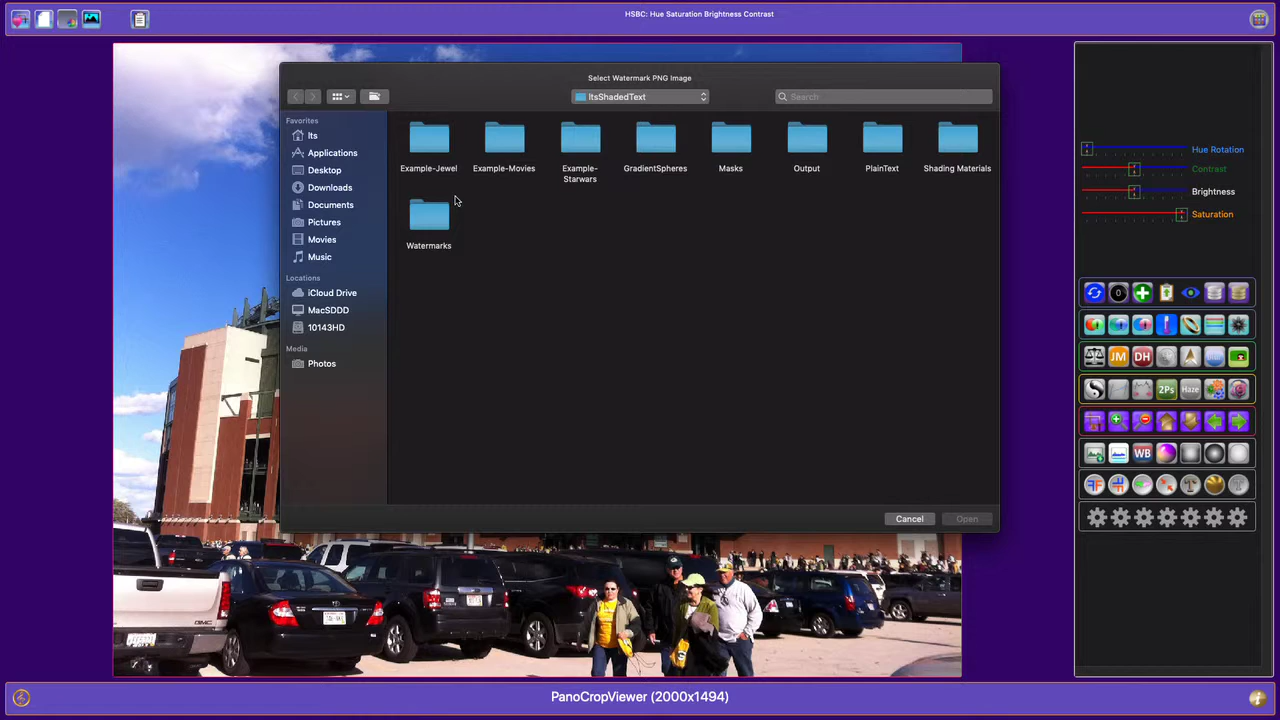 HSBC: Hue Saturation Brightness Contrast
Select Watermark PNG Image
ItsShadedText
Search
Favorites
Its
Applications
Desktop
Downloads
Documents
Pictures
Movies
Music
Locations
iCloud Drive
MacSDDD
10143HD
Media
Photos
Example-Jewel
Example-Movies
Example-
Starwars
GradientSpheres
Masks
Output
PlainText
Shading Materials
Watermarks
Cancel
Open
Hue Rotation
Contrast
Brightness
Saturation
0
JM
DH
2Ps
Haze
WB
GMC
PanoCropViewer (2000x1494)